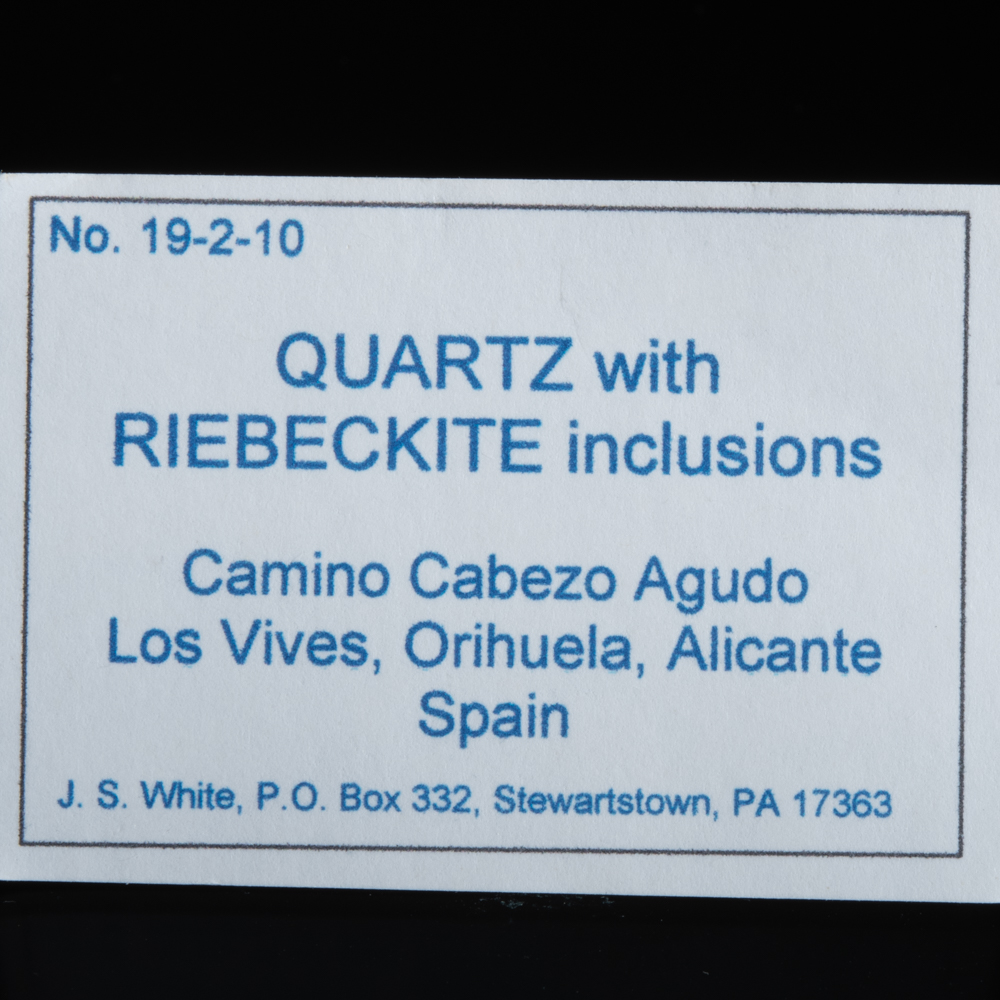 No. 19-2-10
QUARTZ with
RIEBECKITE inclusions
Camino Cabezo Agudo
Los Vives, Orihuela, Alicante
Spain
J. S. White, P.O. Box 332, Stewartstown, PA 17363